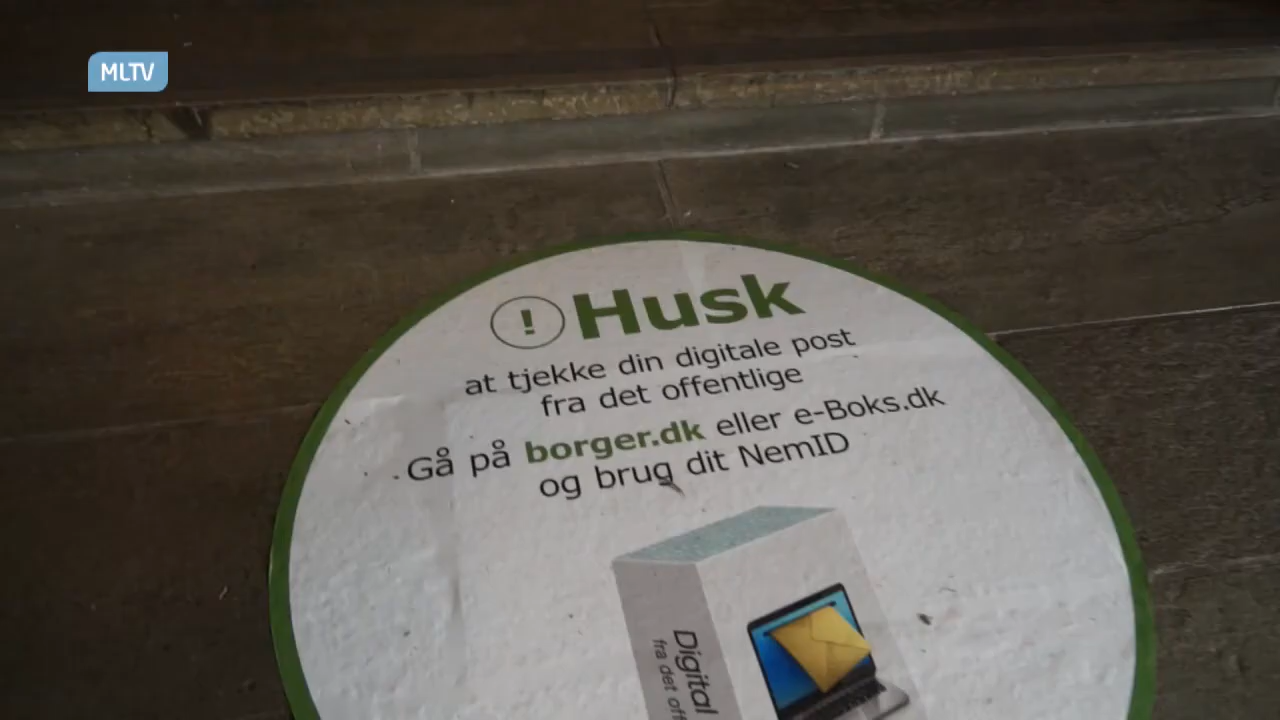 MLTV
! Husk
at tjekke din digitale post
fra det offentlige
Gå på borger.dk eller e-Boks.dk
og brug dit NemID
Digital
fra det off